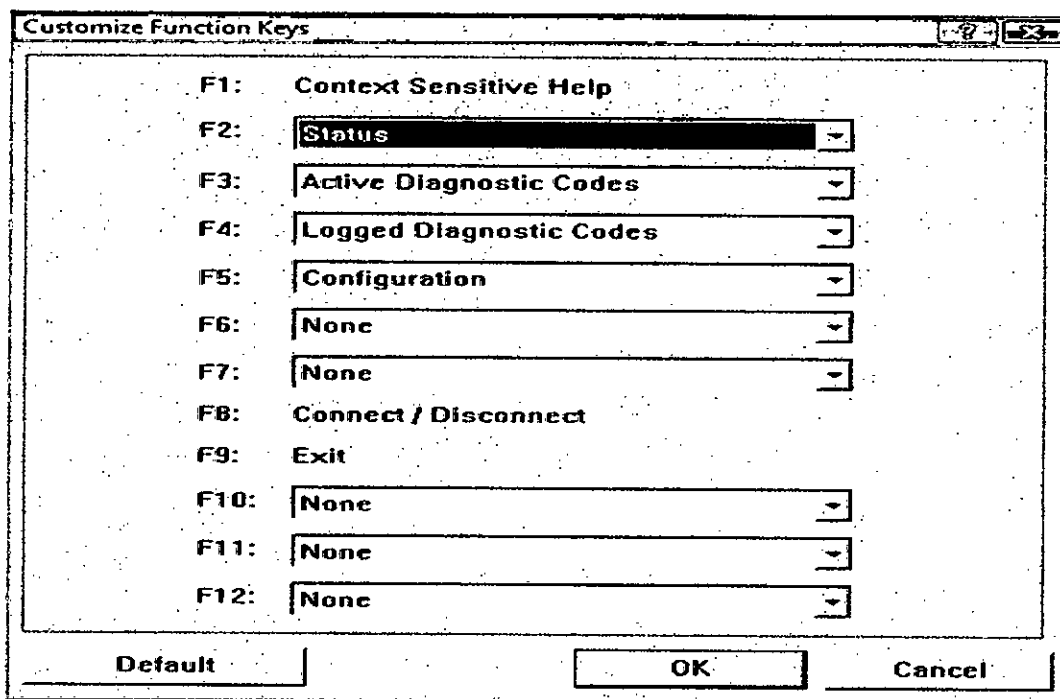 Customize Function Keys ?
F1: Context Sensitive Help
F2: Status
F3: Active Diagnostic Codes
F4: Logged Diagnostic Codes
F5: Configuration
F6: None
F7: None
F8: Connect / Disconnect
F9: Exit
F10: None
F11: None
F12: None
Default OK Cancel